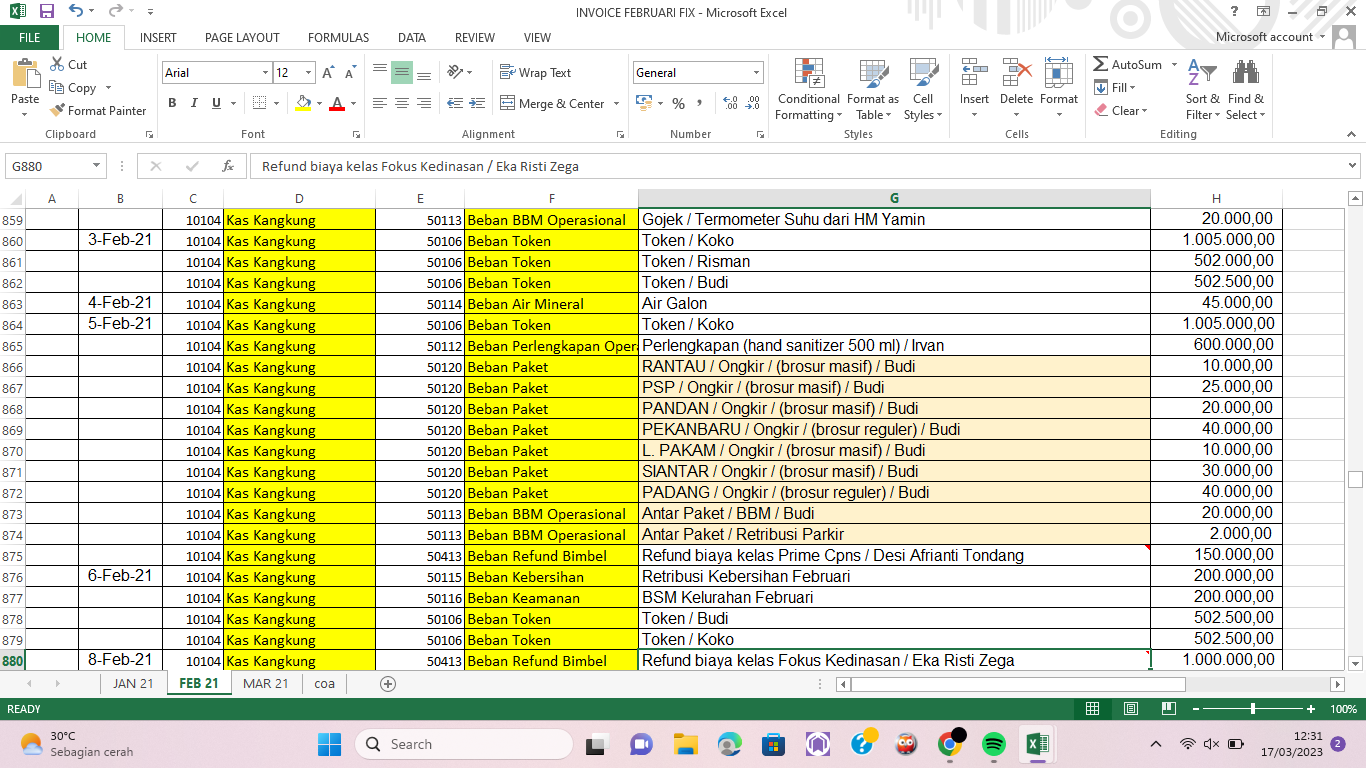 INVOICE FEBRUARI FIX - Microsoft Excel
FILE HOME INSERT PAGE LAYOUT FORMULAS DATA REVIEW VIEW Microsoft account
Paste Cut Copy Format Painter Clipboard
Arial 12 B I U Font
Wrap Text Merge & Center Alignment
General % Number
Conditional Formatting Format as Table Cell Styles Styles
Insert Delete Format Cells
AutoSum Fill Clear Sort & Filter Find & Select Editing
G880 fx Refund biaya kelas Fokus Kedinasan / Eka Risti Zega
A B C D E F G H
859 10104 Kas Kangkung 50113 Beban BBM Operasional Gojek / Termometer Suhu dari HM Yamin 20.000,00
860 3-Feb-21 10104 Kas Kangkung 50106 Beban Token Token / Koko 1.005.000,00
861 10104 Kas Kangkung 50106 Beban Token Token / Risman 502.000,00
862 10104 Kas Kangkung 50106 Beban Token Token / Budi 502.500,00
863 4-Feb-21 10104 Kas Kangkung 50114 Beban Air Mineral Air Galon 45.000,00
864 5-Feb-21 10104 Kas Kangkung 50106 Beban Token Token / Koko 1.005.000,00
865 10104 Kas Kangkung 50112 Beban Perlengkapan Oper Perlengkapan (hand sanitizer 500 ml) / Irvan 600.000,00
866 10104 Kas Kangkung 50120 Beban Paket RANTAU / Ongkir / (brosur masif) / Budi 10.000,00
867 10104 Kas Kangkung 50120 Beban Paket PSP / Ongkir / (brosur masif) / Budi 25.000,00
868 10104 Kas Kangkung 50120 Beban Paket PANDAN / Ongkir / (brosur masif) / Budi 20.000,00
869 10104 Kas Kangkung 50120 Beban Paket PEKANBARU / Ongkir / (brosur reguler) / Budi 40.000,00
870 10104 Kas Kangkung 50120 Beban Paket L. PAKAM / Ongkir / (brosur masif) / Budi 10.000,00
871 10104 Kas Kangkung 50120 Beban Paket SIANTAR / Ongkir / (brosur masif) / Budi 30.000,00
872 10104 Kas Kangkung 50120 Beban Paket PADANG / Ongkir / (brosur reguler) / Budi 40.000,00
873 10104 Kas Kangkung 50113 Beban BBM Operasional Antar Paket / BBM / Budi 20.000,00
874 10104 Kas Kangkung 50113 Beban BBM Operasional Antar Paket / Retribusi Parkir 2.000,00
875 10104 Kas Kangkung 50413 Beban Refund Bimbel Refund biaya kelas Prime Cpns / Desi Afrianti Tondang 150.000,00
876 6-Feb-21 10104 Kas Kangkung 50115 Beban Kebersihan Retribusi Kebersihan Februari 200.000,00
877 10104 Kas Kangkung 50116 Beban Keamanan BSM Kelurahan Februari 200.000,00
878 10104 Kas Kangkung 50106 Beban Token Token / Budi 502.500,00
879 10104 Kas Kangkung 50106 Beban Token Token / Koko 502.500,00
880 8-Feb-21 10104 Kas Kangkung 50413 Beban Refund Bimbel Refund biaya kelas Fokus Kedinasan / Eka Risti Zega 1.000.000,00
JAN 21 FEB 21 MAR 21 coa
READY 100%
30°C
Sebagian cerah
Search
12:31
17/03/2023 2